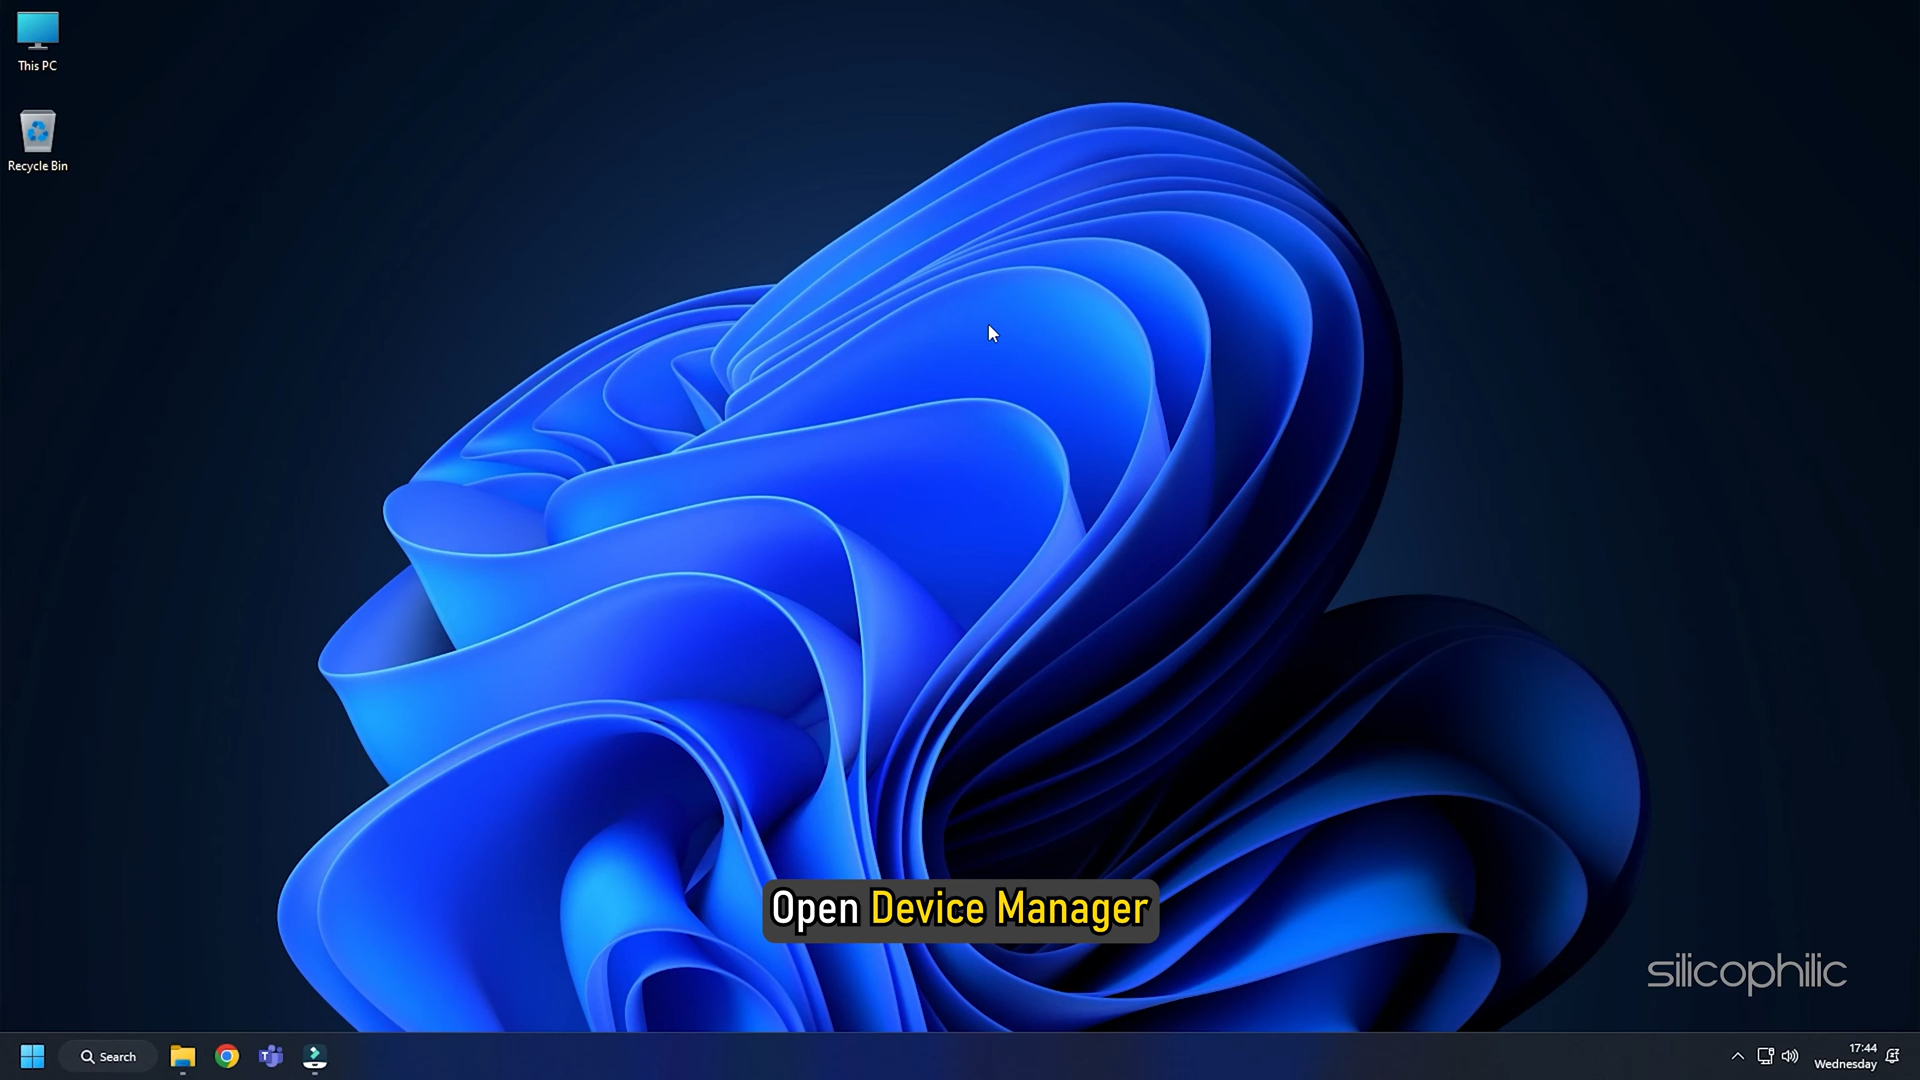 This PC
Recycle Bin
Open Device Manager
silicophilic
Search
17:44
Wednesday